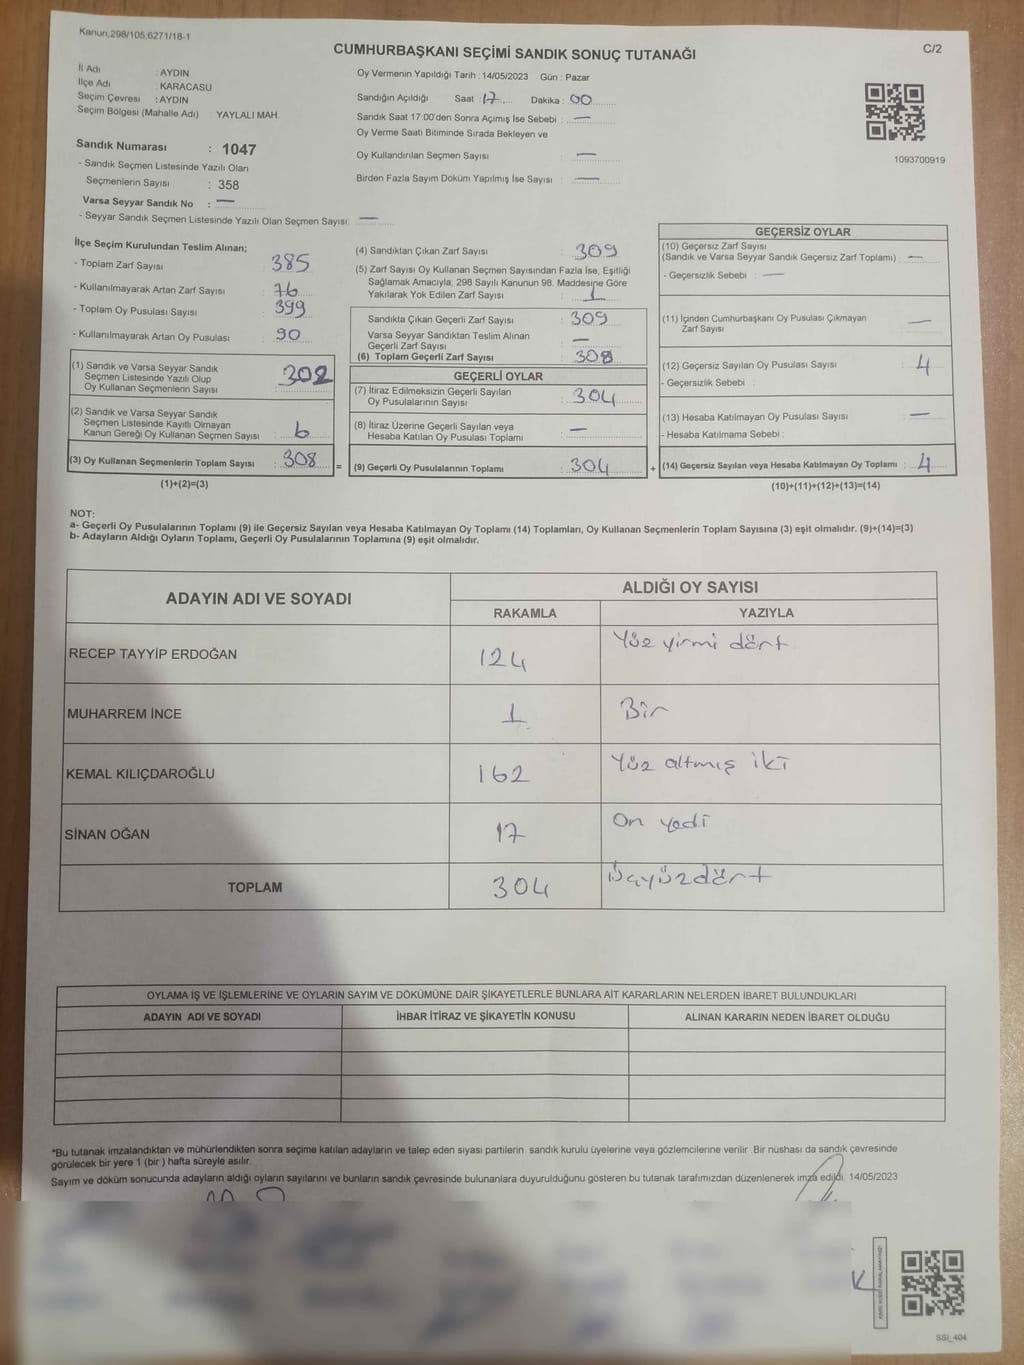 Kanun,298/105,6271/18-1
CUMHURBAŞKANI SEÇİMİ SANDIK SONUÇ TUTANAĞI
C/2
İl Adı : AYDIN
İlçe Adı : KARACASU
Seçim Çevresi : AYDIN
Seçim Bölgesi (Mahalle Adı) : YAYLALI MAH.
Sandık Numarası : 1047
- Sandık Seçmen Listesinde Yazılı Olan
Seçmenlerin Sayısı : 358
Varsa Seyyar Sandık No : —
- Seyyar Sandık Seçmen Listesinde Yazılı Olan Seçmen Sayısı: —
Oy Vermenin Yapıldığı Tarih : 14/05/2023 Gün : Pazar
Sandığın Açıldığı Saat : 17 Dakika : 00
Sandık Saat 17:00'den Sonra Açımış İse Sebebi : —
Oy Verme Saati Bitiminde Sırada Bekleyen ve
Oy Kullandırılan Seçmen Sayısı : —
Birden Fazla Sayım Döküm Yapılmış İse Sayısı : —
1093700919
İlçe Seçim Kurulundan Teslim Alınan;
- Toplam Zarf Sayısı : 385
- Kullanılmayarak Artan Zarf Sayısı : 76
- Toplam Oy Pusulası Sayısı : 399
- Kullanılmayarak Artan Oy Pusulası : 90
(1) Sandık ve Varsa Seyyar Sandık
Seçmen Listesinde Yazılı Olup
Oy Kullanan Seçmenlerin Sayısı : 302
(2) Sandık ve Varsa Seyyar Sandık
Seçmen Listesinde Kayıtlı Olmayan
Kanun Gereği Oy Kullanan Seçmen Sayısı : 6
(3) Oy Kullanan Seçmenlerin Toplam Sayısı : 308
(1)+(2)=(3)
(4) Sandıktan Çıkan Zarf Sayısı : 309
(5) Zarf Sayısı Oy Kullanan Seçmen Sayısından Fazla İse, Eşitliği
Sağlamak Amacıyla, 298 Sayılı Kanunun 98. Maddesine Göre
Yakılarak Yok Edilen Zarf Sayısı : 1
Sandıkta Çıkan Geçerli Zarf Sayısı : 309
Varsa Seyyar Sandıktan Teslim Alınan
Geçerli Zarf Sayısı : —
(6) Toplam Geçerli Zarf Sayısı : 308
GEÇERLİ OYLAR
(7) İtiraz Edilmeksizin Geçerli Sayılan
Oy Pusulalarının Sayısı : 304
(8) İtiraz Üzerine Geçerli Sayılan veya
Hesaba Katılan Oy Pusulası Toplamı : —
= (9) Geçerli Oy Pusulalarının Toplamı : 304
GEÇERSİZ OYLAR
(10) Geçersiz Zarf Sayısı
(Sandık ve Varsa Seyyar Sandık Geçersiz Zarf Toplamı) : —
- Geçersizlik Sebebi : —
(11) İçinden Cumhurbaşkanı Oy Pusulası Çıkmayan
Zarf Sayısı : —
(12) Geçersiz Sayılan Oy Pusulası Sayısı : 4
- Geçersizlik Sebebi :
(13) Hesaba Katılmayan Oy Pusulası Sayısı : —
- Hesaba Katılmama Sebebi :
+ (14) Geçersiz Sayılan veya Hesaba Katılmayan Oy Toplamı : 4
(10)+(11)+(12)+(13)=(14)
NOT:
a- Geçerli Oy Pusulalarının Toplamı (9) ile Geçersiz Sayılan veya Hesaba Katılmayan Oy Toplamı (14) Toplamları, Oy Kullanan Seçmenlerin Toplam Sayısına (3) eşit olmalıdır. (9)+(14)=(3)
b- Adayların Aldığı Oyların Toplamı, Geçerli Oy Pusulalarının Toplamına (9) eşit olmalıdır.
ADAYIN ADI VE SOYADI
ALDIĞI OY SAYISI
RAKAMLA YAZIYLA
RECEP TAYYİP ERDOĞAN 124 Yüz yirmi dört
MUHARREM İNCE 1 Bir
KEMAL KILIÇDAROĞLU 162 Yüz altmış iki
SİNAN OĞAN 17 On yedi
TOPLAM 304 Üçyüzdört
OYLAMA İŞ VE İŞLEMLERİNE VE OYLARIN SAYIM VE DÖKÜMÜNE DAİR ŞİKAYETLERLE BUNLARA AİT KARARLARIN NELERDEN İBARET BULUNDUKLARI
ADAYIN ADI VE SOYADI İHBAR İTİRAZ VE ŞİKAYETİN KONUSU ALINAN KARARIN NEDEN İBARET OLDUĞU
*Bu tutanak imzalandıktan ve mühürlendikten sonra seçime katılan adayların ve talep eden siyasi partilerin sandık kurulu üyelerine veya gözlemcilerine verilir. Bir nüshası da sandık çevresinde
görülecek bir yere 1 (bir ) hafta süreyle asılır.
Sayım ve döküm sonucunda adayların aldığı oyların sayılarını ve bunların sandık çevresinde bulunanlara duyurulduğunu gösteren bu tutanak tarafımızdan düzenlenerek imza edildi. 14/05/2023
SSI_404